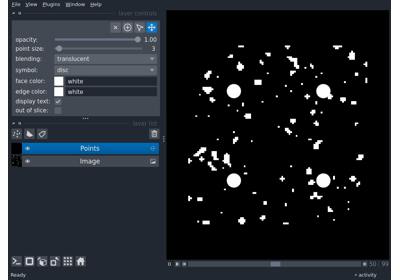 File View Plugins Window Help
layer controls
opacity: 1.00
point size: 3
blending: translucent
symbol: disc
face color: white
edge color: white
display text:
out of slice:
layer list
Points
Image
50 99
Ready
activity